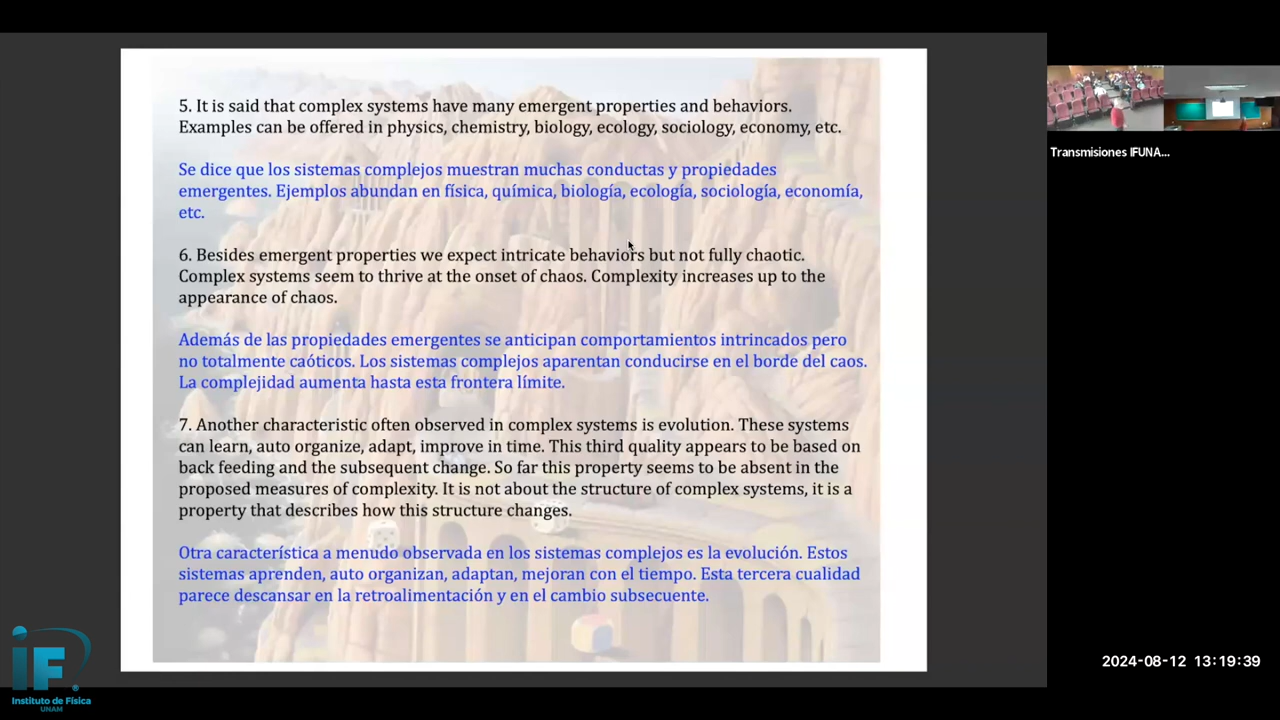 5. It is said that complex systems have many emergent properties and behaviors.
Examples can be offered in physics, chemistry, biology, ecology, sociology, economy, etc.
Se dice que los sistemas complejos muestran muchas conductas y propiedades
emergentes. Ejemplos abundan en física, química, biología, ecología, sociología, economía,
etc.
6. Besides emergent properties we expect intricate behaviors but not fully chaotic.
Complex systems seem to thrive at the onset of chaos. Complexity increases up to the
appearance of chaos.
Además de las propiedades emergentes se anticipan comportamientos intrincados pero
no totalmente caóticos. Los sistemas complejos aparentan conducirse en el borde del caos.
La complejidad aumenta hasta esta frontera límite.
7. Another characteristic often observed in complex systems is evolution. These systems
can learn, auto organize, adapt, improve in time. This third quality appears to be based on
back feeding and the subsequent change. So far this property seems to be absent in the
proposed measures of complexity. It is not about the structure of complex systems, it is a
property that describes how this structure changes.
Otra característica a menudo observada en los sistemas complejos es la evolución. Estos
sistemas aprenden, auto organizan, adaptan, mejoran con el tiempo. Esta tercera cualidad
parece descansar en la retroalimentación y en el cambio subsecuente.
Transmisiones IFUNA...
2024-08-12 13:19:39
iF
Instituto de Física
UNAM